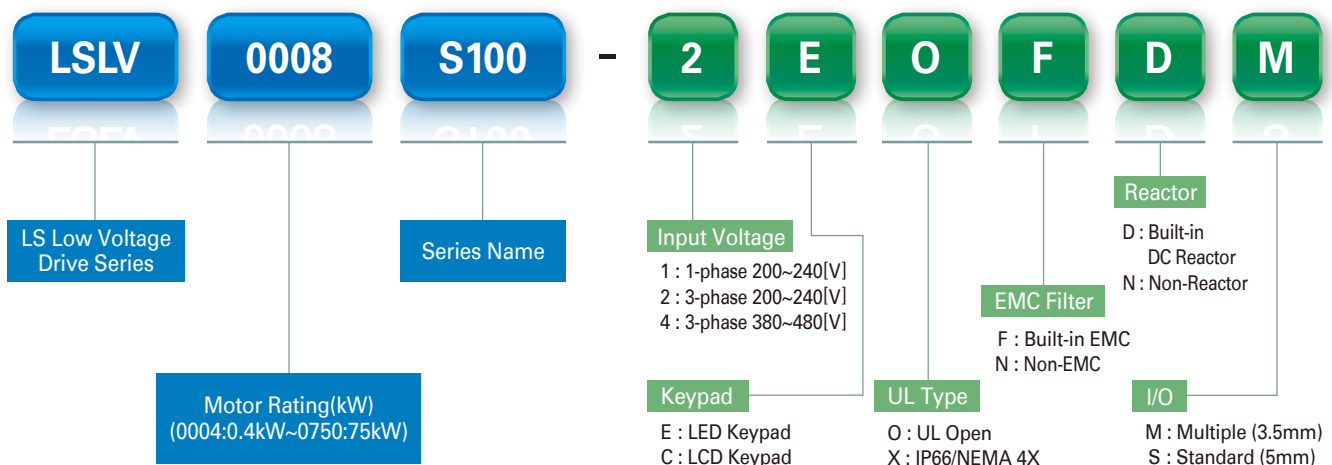 LSLV 0008 S100 - 2 E O F D M
LS Low Voltage
Drive Series
Motor Rating(kW)
(0004:0.4kW~0750:75kW)
Series Name
Input Voltage
1 : 1-phase 200~240[V]
2 : 3-phase 200~240[V]
4 : 3-phase 380~480[V]
Keypad
E : LED Keypad
C : LCD Keypad
UL Type
O : UL Open
X : IP66/NEMA 4X
EMC Filter
F : Built-in EMC
N : Non-EMC
Reactor
D : Built-in
DC Reactor
N : Non-Reactor
I/O
M : Multiple (3.5mm)
S : Standard (5mm)